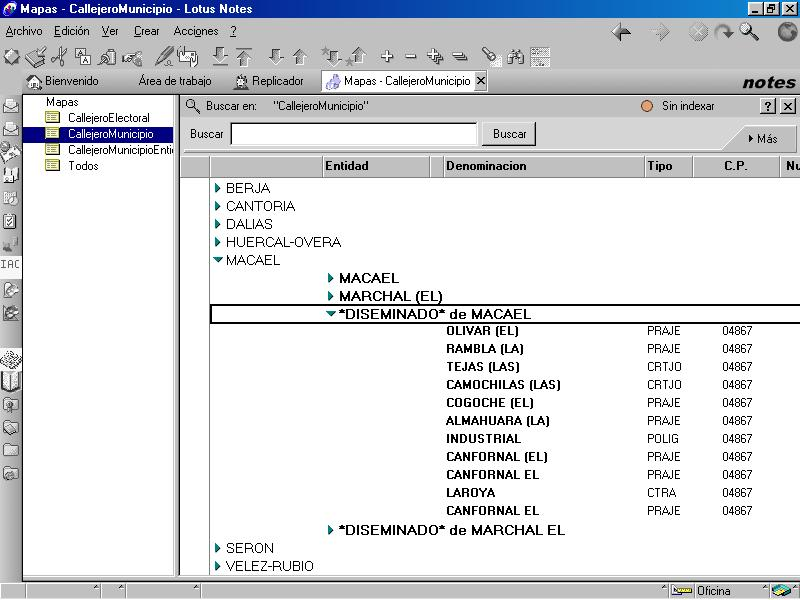 Mapas - CallejeroMunicipio - Lotus Notes
Archivo Edición Ver Crear Acciones ?
Bienvenido Área de trabajo Replicador Mapas - CallejeroMunicipio notes
Mapas
CallejeroElectoral
CallejeroMunicipio
CallejeroMunicipioEnti
Todos
IAC
Buscar en: "CallejeroMunicipio" Sin indexar ?
Buscar Buscar Más
Entidad Denominacion Tipo C.P. Nu
BERJA
CANTORIA
DALIAS
HUERCAL-OVERA
MACAEL
MACAEL
MARCHAL (EL)
*DISEMINADO* de MACAEL
OLIVAR (EL) PRAJE 04867
RAMBLA (LA) PRAJE 04867
TEJAS (LAS) CRTJO 04867
CAMOCHILAS (LAS) CRTJO 04867
COGOCHE (EL) PRAJE 04867
ALMAHUARA (LA) PRAJE 04867
INDUSTRIAL POLIG 04867
CANFORNAL (EL) PRAJE 04867
CANFORNAL EL PRAJE 04867
LAROYA CTRA 04867
CANFORNAL EL PRAJE 04867
*DISEMINADO* de MARCHAL EL
SERON
VELEZ-RUBIO
Oficina